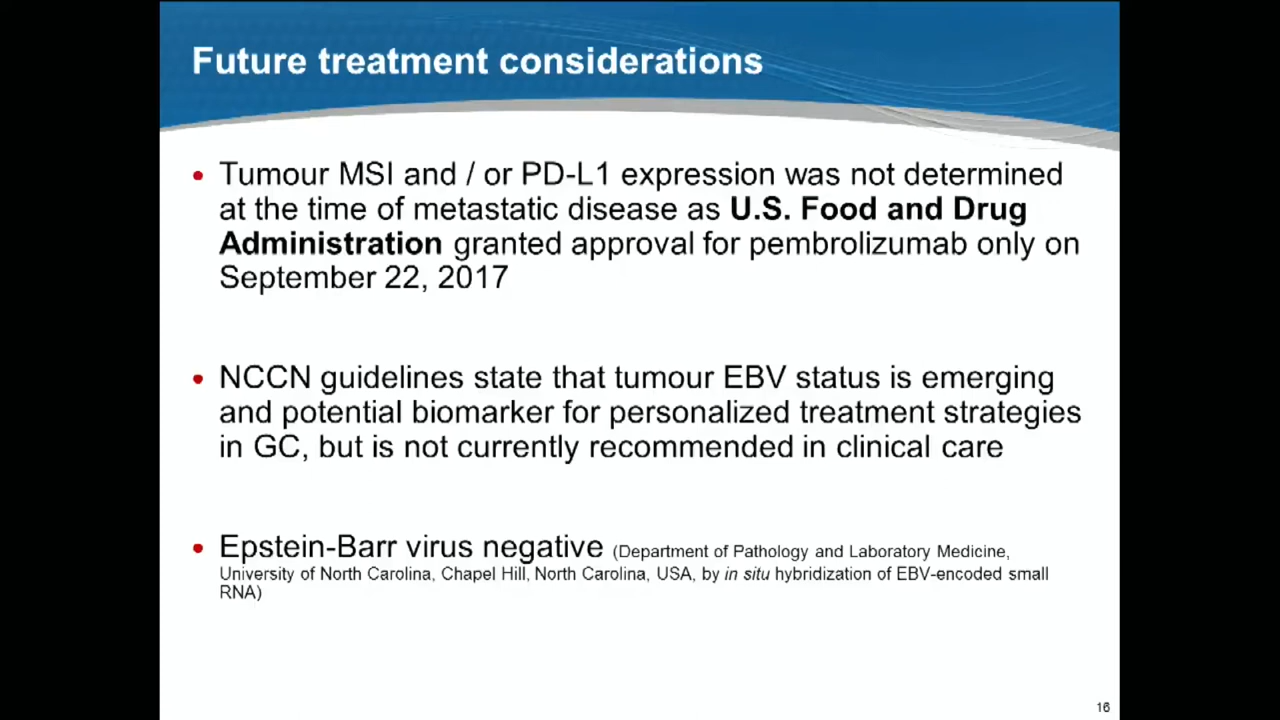 Future treatment considerations
• Tumour MSI and / or PD-L1 expression was not determined
at the time of metastatic disease as U.S. Food and Drug
Administration granted approval for pembrolizumab only on
September 22, 2017
• NCCN guidelines state that tumour EBV status is emerging
and potential biomarker for personalized treatment strategies
in GC, but is not currently recommended in clinical care
• Epstein-Barr virus negative (Department of Pathology and Laboratory Medicine,
University of North Carolina, Chapel Hill, North Carolina, USA, by in situ hybridization of EBV-encoded small
RNA)
16